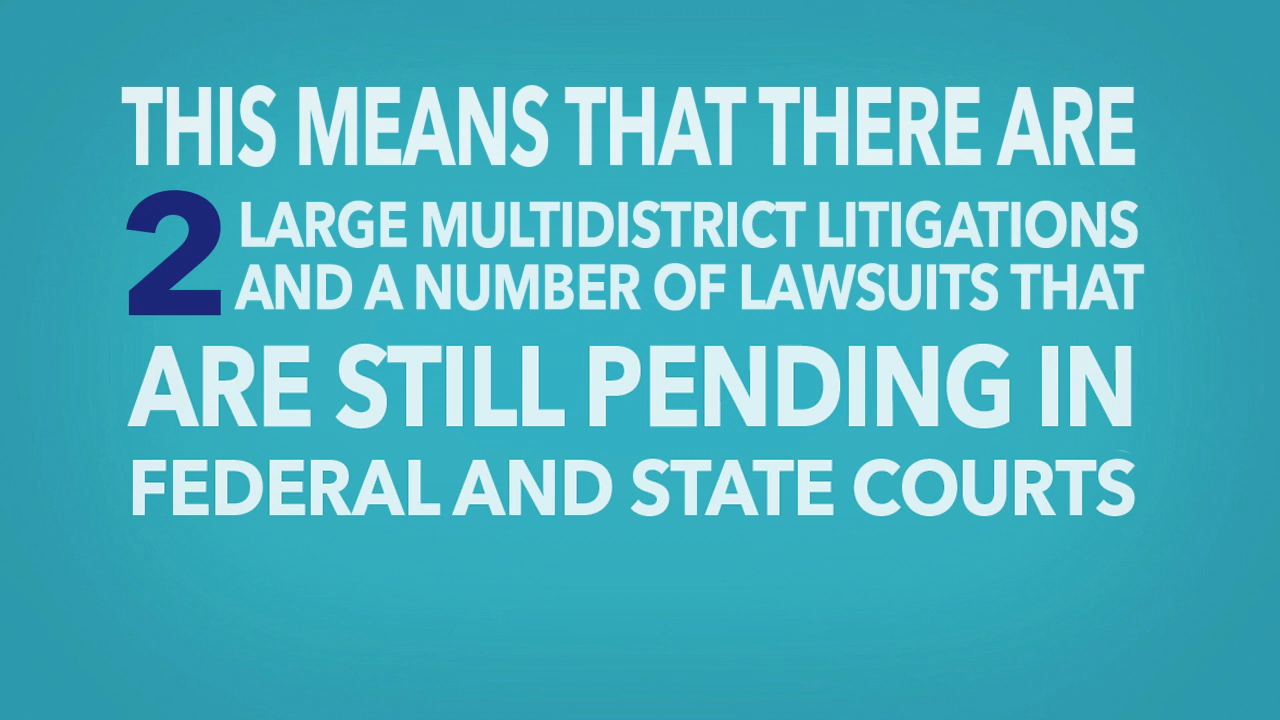 THIS MEANS THAT THERE ARE
2 LARGE MULTIDISTRICT LITIGATIONS
AND A NUMBER OF LAWSUITS THAT
ARE STILL PENDING IN
FEDERAL AND STATE COURTS